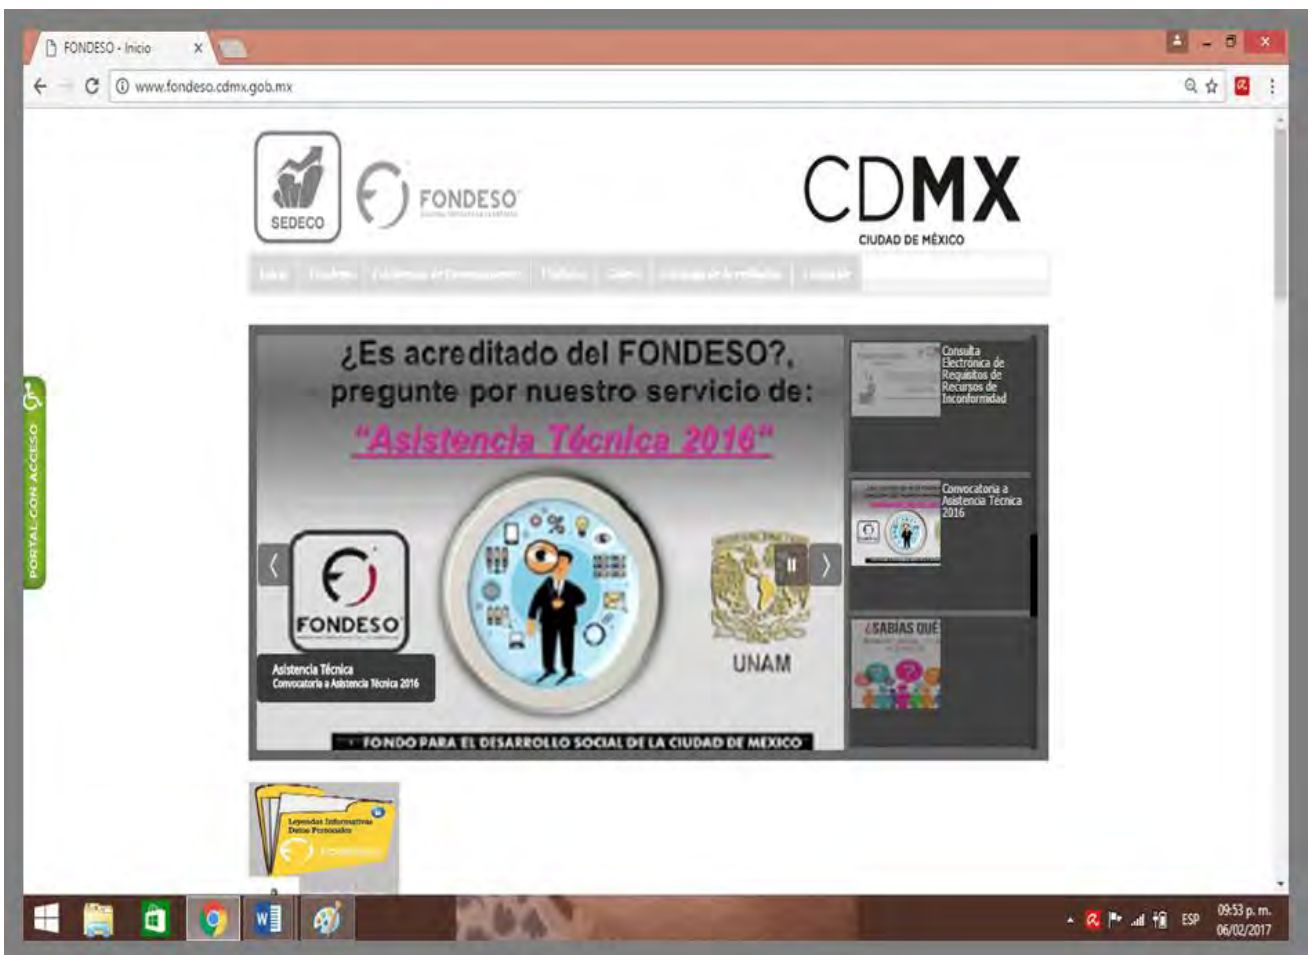 FONDESO - Inicio
www.fondeso.cdmx.gob.mx
SEDECO
FONDESO
CDMX
CIUDAD DE MÉXICO
PORTAL CON ACCESO
¿Es acreditado del FONDESO?,
pregunte por nuestro servicio de:
"Asistencia Técnica 2016"
FONDESO
UNAM
Asistencia Técnica
Convocatoria a Asistencia Técnica 2016
FONDO PARA EL DESARROLLO SOCIAL DE LA CIUDAD DE MEXICO
Consulta
Electrónica de
Requisitos de
Recursos de
Inconformidad
Convocatoria a
Asistencia Técnica
2016
¿SABÍAS QUÉ
Leyendas Informativas
Datos Personales
ESP
09:53 p. m.
06/02/2017